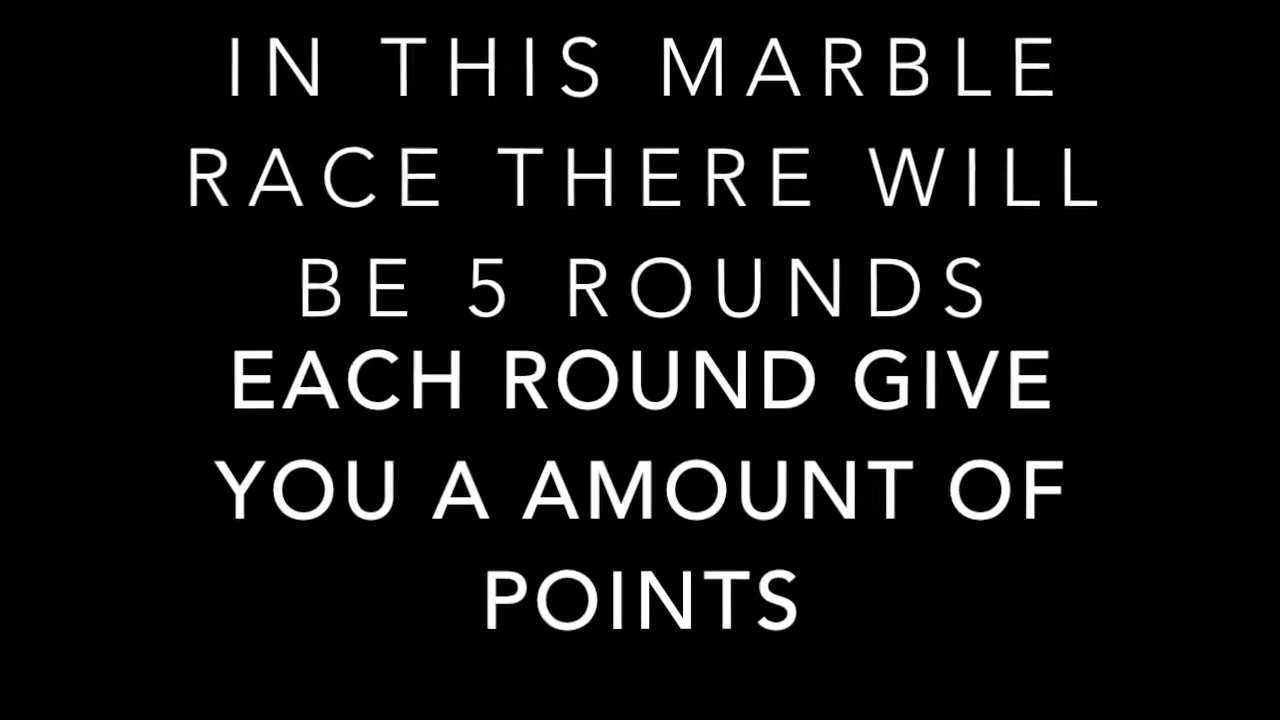 IN THIS MARBLE
RACE THERE WILL
BE 5 ROUNDS
EACH ROUND GIVE
YOU A AMOUNT OF
POINTS